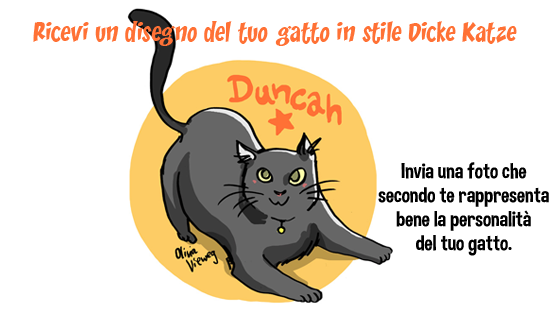 Ricevi un disegno del tuo gatto in stile Dicke Katze
Duncan
Invia una foto che
secondo te rappresenta
bene la personalità
del tuo gatto.
Olivia
Vieweg